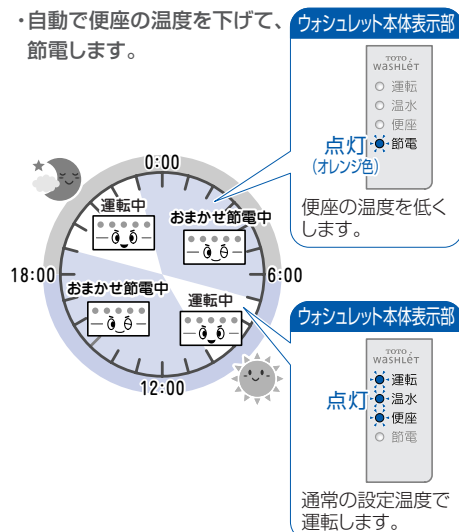 ・自動で便座の温度を下げて、
節電します。
ウォシュレット本体表示部
TOTO
WASHLET
運転
温水
便座
節電
点灯
(オレンジ色)
便座の温度を低く
します。
0:00
運転中
おまかせ節電中
18:00
6:00
おまかせ節電中
運転中
12:00
ウォシュレット本体表示部
TOTO
WASHLET
運転
温水
便座
節電
点灯
通常の設定温度で
運転します。